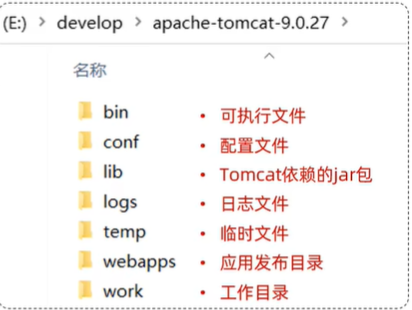 (E:) > develop > apache-tomcat-9.0.27 >
名称
bin • 可执行文件
conf • 配置文件
lib • Tomcat依赖的jar包
logs • 日志文件
temp • 临时文件
webapps • 应用发布目录
work • 工作目录